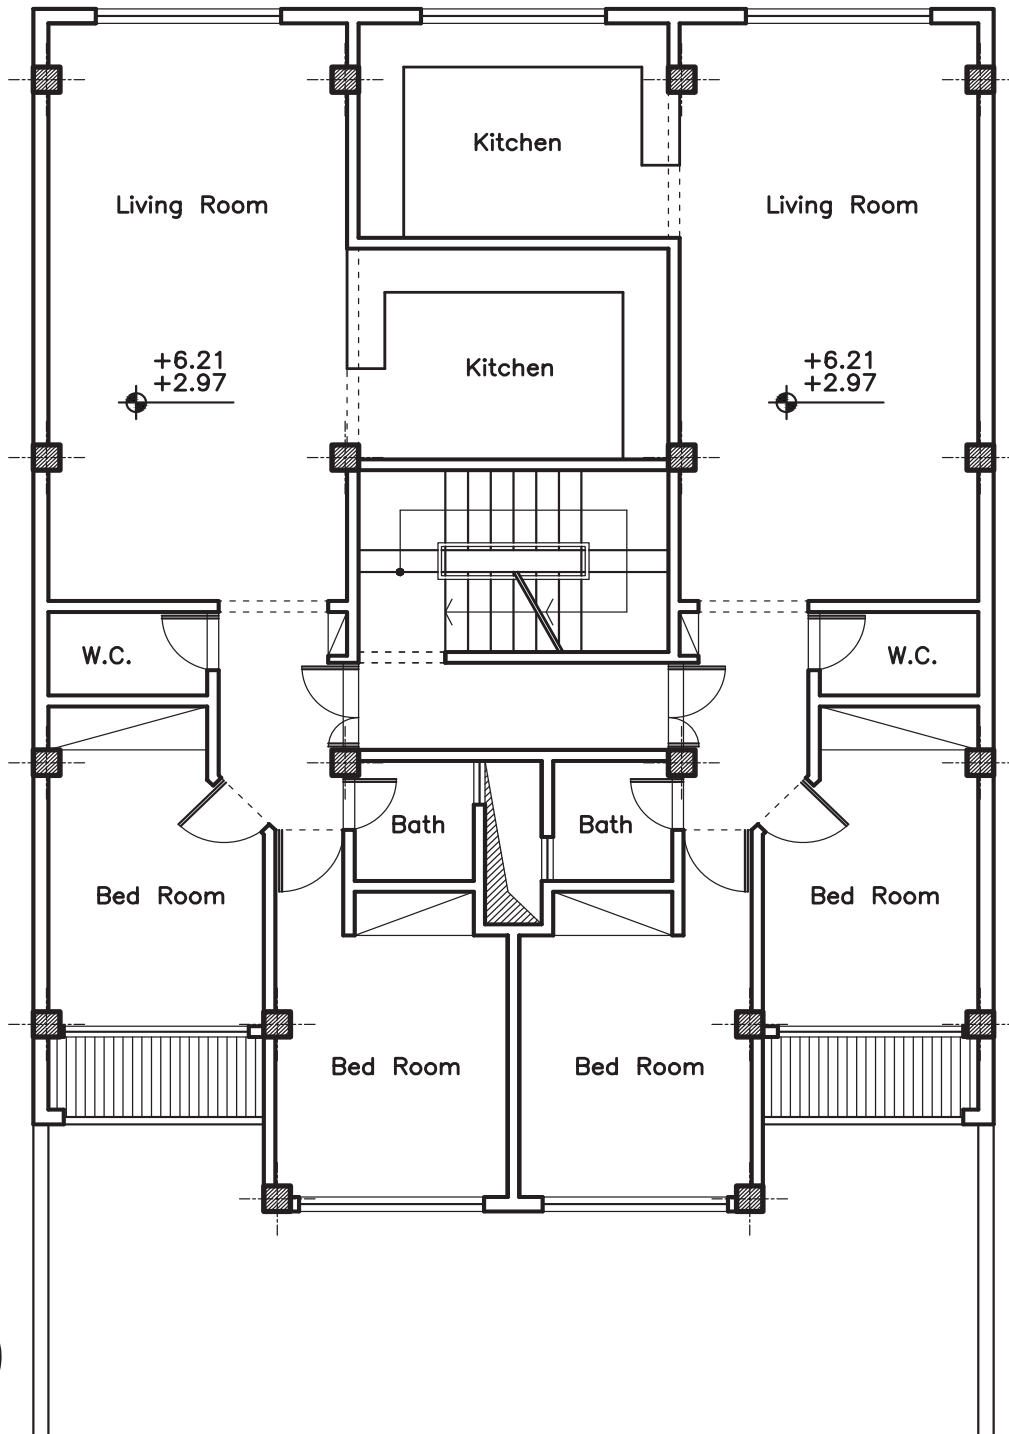 Kitchen
Living Room
Living Room
+6.21
+2.97
Kitchen
+6.21
+2.97
W.C.
W.C.
Bath
Bath
Bed Room
Bed Room
Bed Room
Bed Room